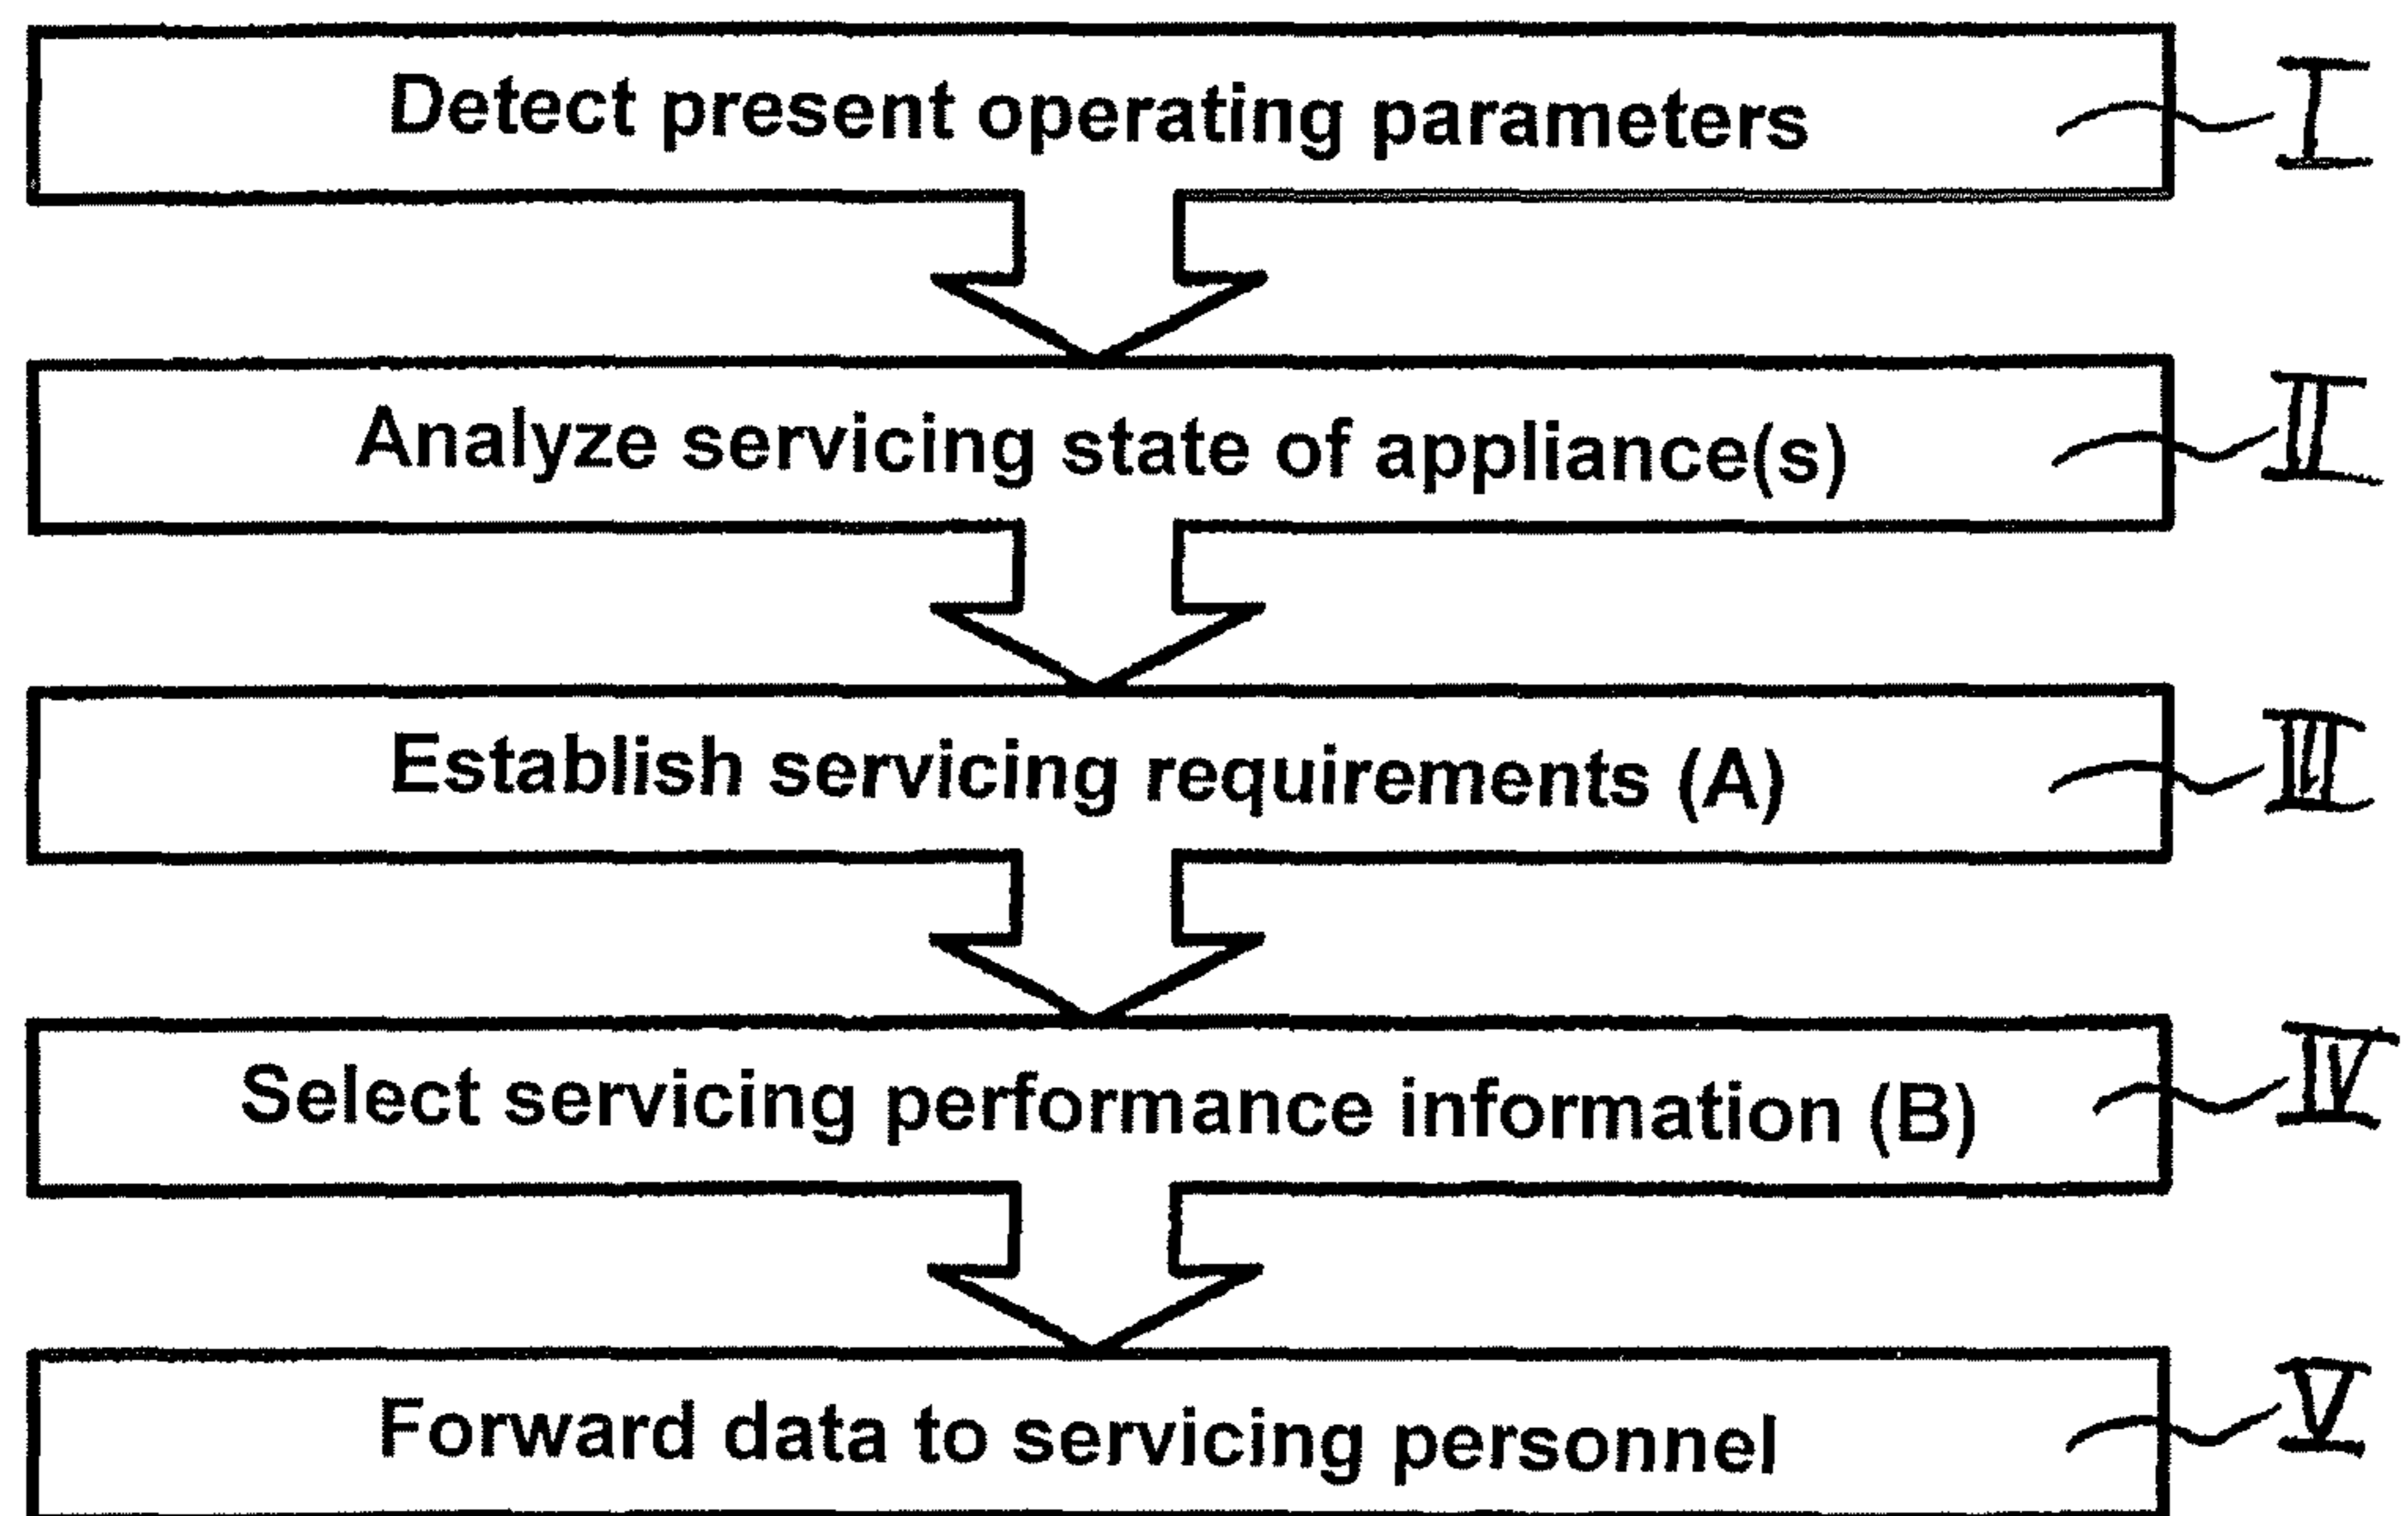 Detect present operating parameters I
Analyze servicing state of appliance(s) II
Establish servicing requirements (A) III
Select servicing performance information (B) IV
Forward data to servicing personnel V